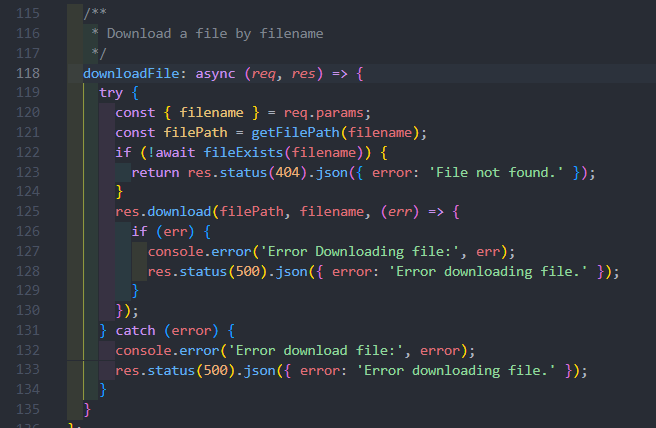 115 /**
116 * Download a file by filename
117 */
118 downloadFile: async (req, res) => {
119 try {
120 const { filename } = req.params;
121 const filePath = getFilePath(filename);
122 if (!await fileExists(filename)) {
123 return res.status(404).json({ error: 'File not found.' });
124 }
125 res.download(filePath, filename, (err) => {
126 if (err) {
127 console.error('Error Downloading file:', err);
128 res.status(500).json({ error: 'Error downloading file.' });
129 }
130 });
131 } catch (error) {
132 console.error('Error download file:', error);
133 res.status(500).json({ error: 'Error downloading file.' });
134 }
135 }